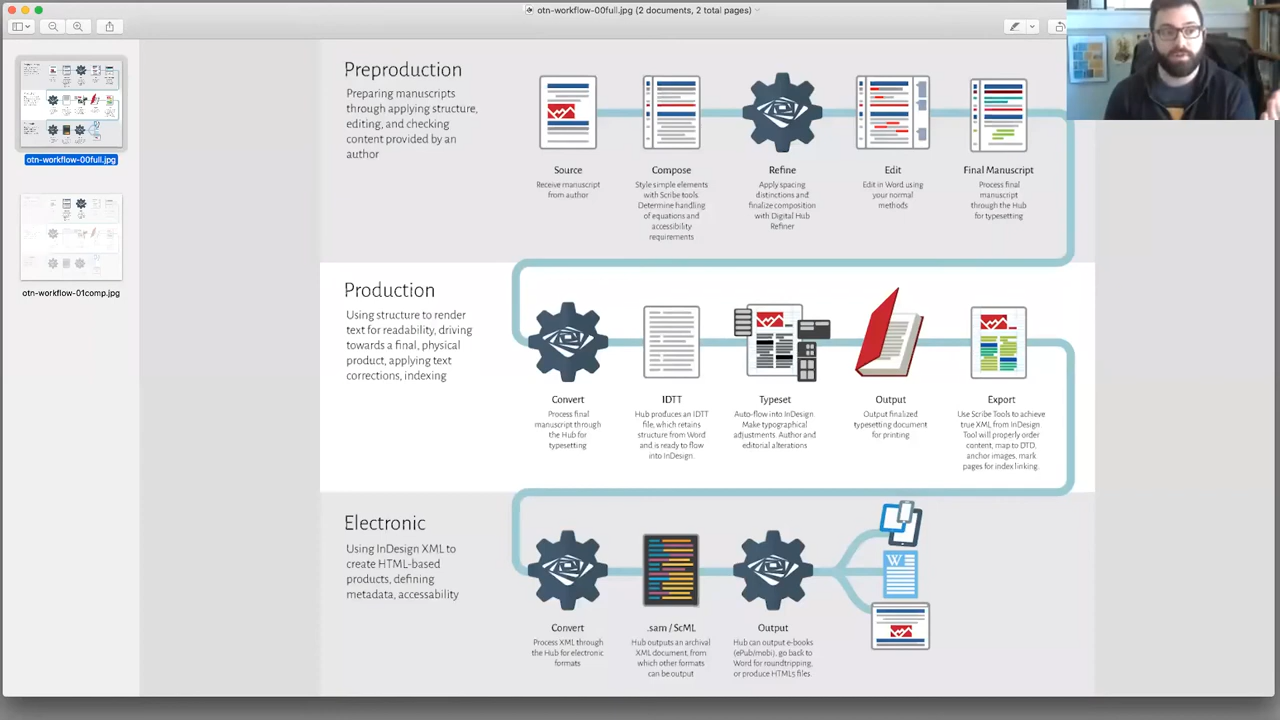 otn-workflow-00full.jpg (2 documents, 2 total pages)
otn-workflow-00full.jpg
otn-workflow-01comp.jpg
Preproduction
Preparing manuscripts
through applying structure,
editing, and checking
content provided by an
author
Source
Receive manuscript
from author
Compose
Style simple elements
with Scribe tools.
Determine handling
of equations and
accessibility
requirements
Refine
Apply spacing
distinctions and
finalize composition
with Digital Hub
Refiner
Edit
Edit in Word using
your normal
methods
Final Manuscript
Process final
manuscript
through the Hub
for typesetting
Production
Using structure to render
text for readability, driving
towards a final, physical
product, applying text
corrections, indexing
Convert
Process final
manuscript through
the Hub for
typesetting
IDTT
Hub produces an IDTT
file, which retains
structure from Word
and is ready to flow
into InDesign.
Typeset
Auto-flow into InDesign.
Make typographical
adjustments. Author and
editorial alterations
Output
Output finalized
typesetting document
for printing
Export
Use Scribe Tools to achieve
true XML from InDesign.
Tool will properly order
content, map to DTD,
anchor images, mark
pages for index linking.
Electronic
Using InDesign XML to
create HTML-based
products, defining
metadata, accessability
Convert
Process XML through
the Hub for electronic
formats
.sam / ScML
Hub outputs an archival
XML document, from
which other formats
can be output
Output
Hub can output e-books
(ePub/mobi), go back to
Word for roundtripping,
or produce HTML5 files
W